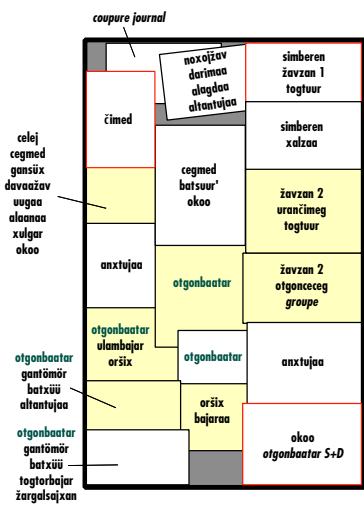 coupure journal
noxojžav
darimaa
alagdaa
altantujaa
simberen
žavzan 1
togtuur
čimed
simberen
xalzaa
celej
cegmed
gansüx
davaažav
uugaa
alaanaa
xulgar
okoo
cegmed
batsuur'
okoo
žavzan 2
urančimeg
togtuur
anxtujaa
otgonbaatar
žavzan 2
otgonceceg
groupe
otgonbaatar
ulambajar
oršix
otgonbaatar
anxtujaa
otgonbaatar
gantömör
batxüü
altantujaa
oršix
bajaraa
otgonbaatar
gantömör
batxüü
togtorbajar
žargalsajxan
okoo
otgonbaatar S+D